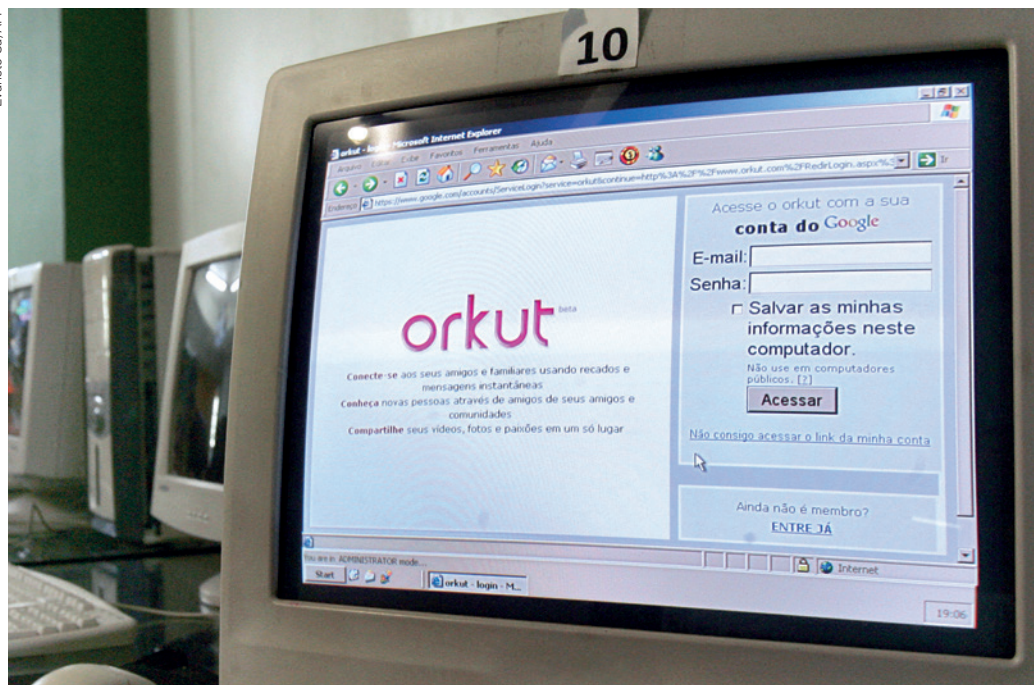 10
orkut - login - Microsoft Internet Explorer
Arquivo Editar Exibir Favoritos Ferramentas Ajuda
Ir
Endereço https://www.google.com/accounts/ServiceLogin?service=orkut&continue=http%3A%2F%2Fwww.orkut.com%2FRedirLogin.aspx%3
orkut beta
Conecte-se aos seus amigos e familiares usando recados e
mensagens instantâneas
Conheça novas pessoas através de amigos de seus amigos e
comunidades
Compartilhe seus vídeos, fotos e paixões em um só lugar
Acesse o orkut com a sua
conta do Google
E-mail:
Senha:
Salvar as minhas
informações neste
computador.
Não use em computadores
públicos. [?]
Acessar
Não consigo acessar o link da minha conta
Ainda não é membro?
ENTRE JÁ
You are in ADMINISTRATOR mode...
Internet
Start
orkut - login - M...
19:06